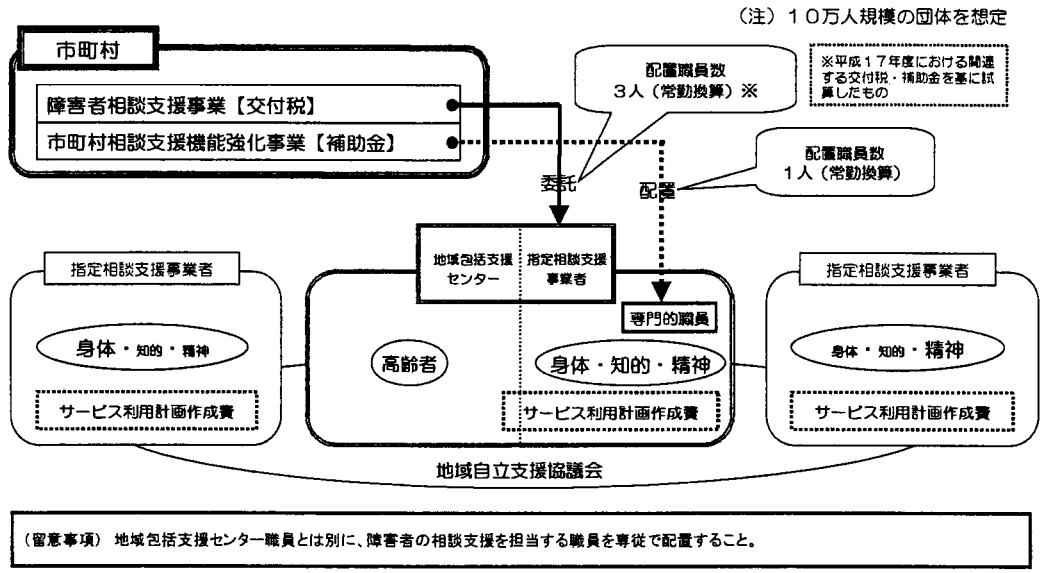 (注)10万人規模の団体を想定
市町村
障害者相談支援事業【交付税】
市町村相談支援機能強化事業【補助金】
配置職員数
3人(常勤換算)※
※平成17年度における関連
する交付税・補助金を基に試
算したもの
配置職員数
1人(常勤換算)
委託
配置
地域包括支援
センター
指定相談支援
事業者
指定相談支援事業者
身体・知的・精神
サービス利用計画作成費
高齢者
専門的職員
身体・知的・精神
サービス利用計画作成費
指定相談支援事業者
身体・知的・精神
サービス利用計画作成費
地域自立支援協議会
(留意事項) 地域包括支援センター職員とは別に、障害者の相談支援を担当する職員を専従で配置すること。